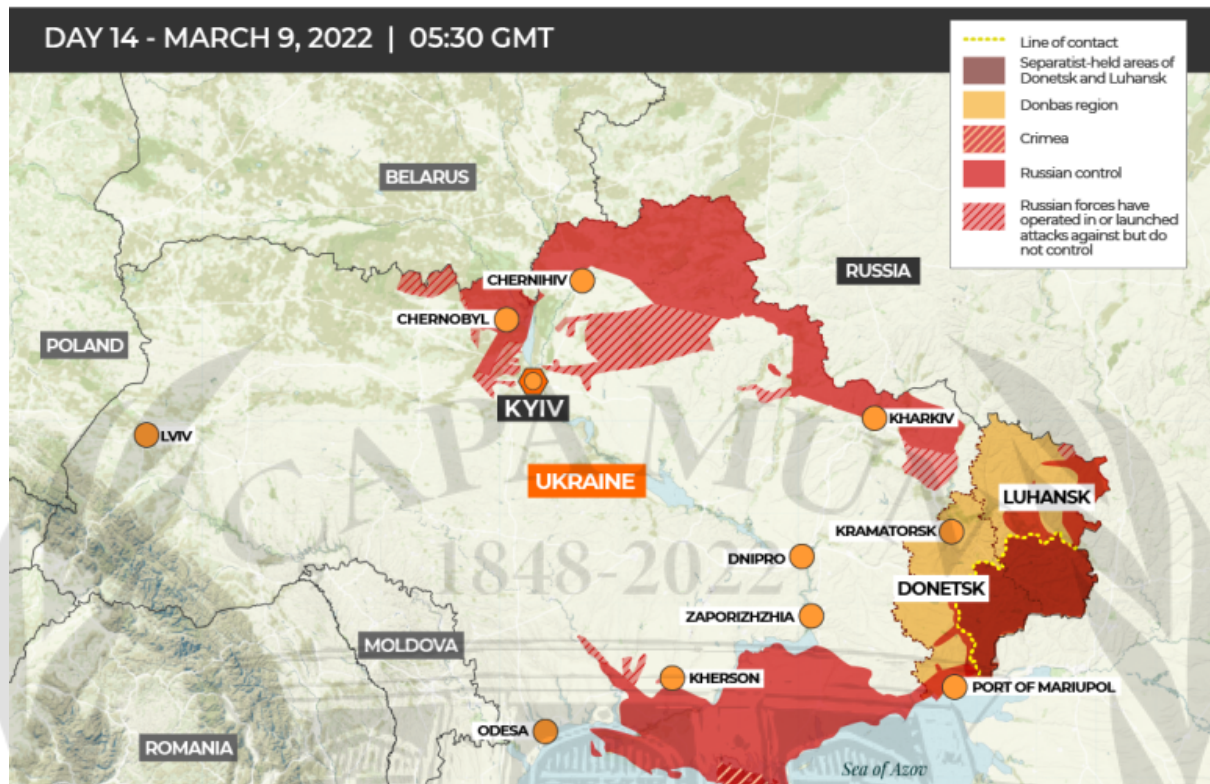 DAY 14 - MARCH 9, 2022 | 05:30 GMT
Line of contact
Separatist-held areas of
Donetsk and Luhansk
Donbas region
Crimea
Russian control
Russian forces have
operated in or launched
attacks against but do
not control
BELARUS
RUSSIA
CHERNIHIV
CHERNOBYL
POLAND
KYIV
KHARKIV
LVIV
CAPAMUN
UKRAINE
LUHANSK
KRAMATORSK
1848-2022
DNIPRO
DONETSK
ZAPORIZHZHIA
MOLDOVA
KHERSON
PORT OF MARIUPOL
ODESA
ROMANIA
Sea of Azov